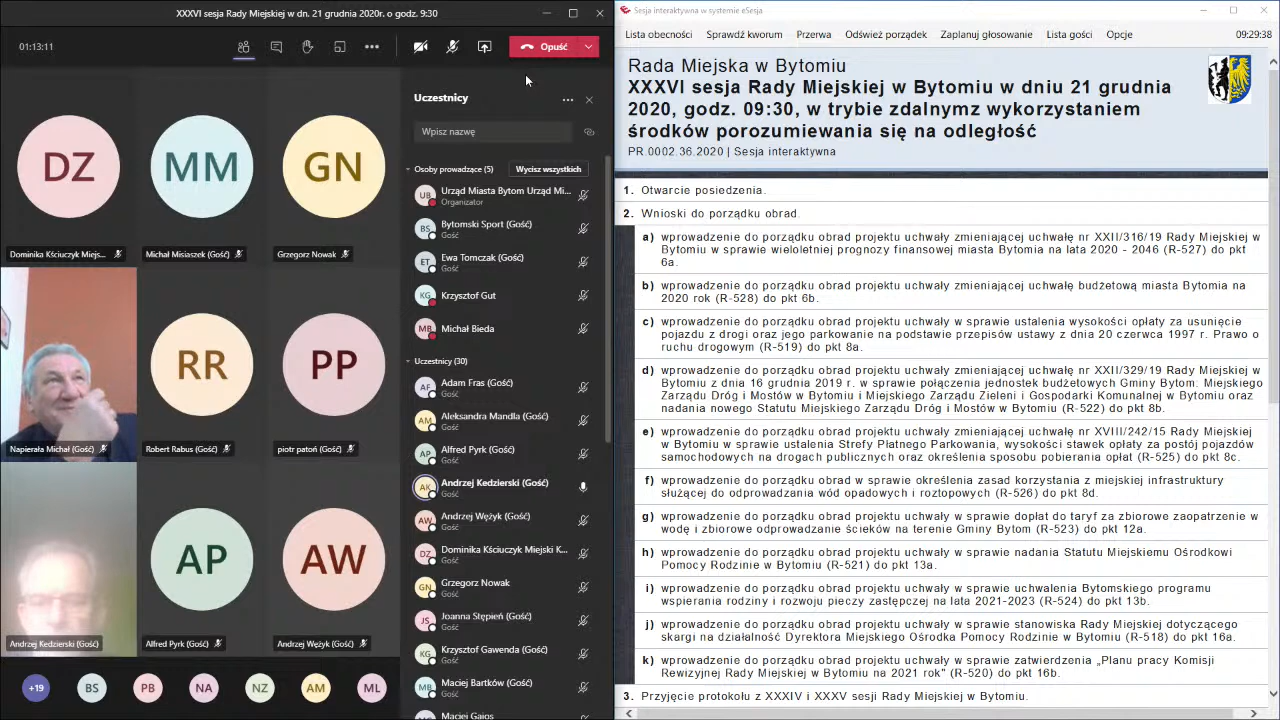 XXXVI sesja Rady Miejskiej w dn. 21 grudnia 2020r. o godz. 9:30
01:13:11
Opuść
DZ
MM
GN
Dominika Kściuczyk Miejs...
Michał Misiaszek (Gość)
Grzegorz Nowak
RR
PP
Napierała Michał (Gość)
Robert Rabus (Gość)
piotr patoń (Gość)
AP
AW
Andrzej Kedzierski (Gość)
Alfred Pyrk (Gość)
Andrzej Wężyk (Gość)
+19
BS
PB
NA
NZ
AM
ML
Uczestnicy
Wpisz nazwę
Osoby prowadzące (5)
Wycisz wszystkich
UB
Urząd Miasta Bytom Urząd Mi...
Organizator
BS
Bytomski Sport (Gość)
Gość
ET
Ewa Tomczak (Gość)
Gość
KG
Krzysztof Gut
MB
Michał Bieda
Uczestnicy (30)
AF
Adam Fras (Gość)
Gość
AM
Aleksandra Mandla (Gość)
Gość
AP
Alfred Pyrk (Gość)
Gość
AK
Andrzej Kedzierski (Gość)
Gość
AW
Andrzej Wężyk (Gość)
Gość
DZ
Dominika Kściuczyk Miejski K...
Gość
GN
Grzegorz Nowak
Gość
JS
Joanna Stępień (Gość)
Gość
KG
Krzysztof Gawenda (Gość)
Gość
MB
Maciej Bartków (Gość)
Gość
Maciej Gajos
Sesja interaktywna w systemie eSesja
Lista obecności
Sprawdź kworum
Przerwa
Odśwież porządek
Zaplanuj głosowanie
Lista gości
Opcje
09:29:38
Rada Miejska w Bytomiu
XXXVI sesja Rady Miejskiej w Bytomiu w dniu 21 grudnia
2020, godz. 09:30, w trybie zdalnymz wykorzystaniem
środków porozumiewania się na odległość
PR 0002.36.2020 | Sesja interaktywna
1. Otwarcie posiedzenia.
2. Wnioski do porządku obrad.
a) wprowadzenie do porządku obrad projektu uchwały zmieniającej uchwałę nr XXII/316/19 Rady Miejskiej w
Bytomiu w sprawie wieloletniej prognozy finansowej miasta Bytomia na lata 2020 - 2046 (R-527) do pkt
6a.
b) wprowadzenie do porządku obrad projektu uchwały zmieniającej uchwałę budżetową miasta Bytomia na
2020 rok (R-528) do pkt 6b.
c) wprowadzenie do porządku obrad projektu uchwały w sprawie ustalenia wysokości opłaty za usunięcie
pojazdu z drogi oraz jego parkowanie na podstawie przepisów ustawy z dnia 20 czerwca 1997 r. Prawo o
ruchu drogowym (R-519) do pkt 8a.
d) wprowadzenie do porządku obrad projektu uchwały zmieniającej uchwałę nr XXII/329/19 Rady Miejskiej w
Bytomiu z dnia 16 grudnia 2019 r. w sprawie połączenia jednostek budżetowych Gminy Bytom: Miejskiego
Zarządu Dróg i Mostów w Bytomiu i Miejskiego Zarządu Zieleni i Gospodarki Komunalnej w Bytomiu oraz
nadania nowego Statutu Miejskiego Zarządu Dróg i Mostów w Bytomiu (R-522) do pkt 8b.
e) wprowadzenie do porządku obrad projektu uchwały zmieniającej uchwałę nr XVIII/242/15 Rady Miejskiej
w Bytomiu w sprawie ustalenia Strefy Płatnego Parkowania, wysokości stawek opłaty za postój pojazdów
samochodowych na drogach publicznych oraz określenia sposobu pobierania opłat (R-525) do pkt 8c.
f) wprowadzenie do porządku obrad w sprawie określenia zasad korzystania z miejskiej infrastruktury
służącej do odprowadzania wód opadowych i roztopowych (R-526) do pkt 8d.
g) wprowadzenie do porządku obrad projektu uchwały w sprawie dopłat do taryf za zbiorowe zaopatrzenie w
wodę i zbiorowe odprowadzanie ścieków na terenie Gminy Bytom (R-523) do pkt 12a.
h) wprowadzenie do porządku obrad projektu uchwały w sprawie nadania Statutu Miejskiemu Ośrodkowi
Pomocy Rodzinie w Bytomiu (R-521) do pkt 13a.
i) wprowadzenie do porządku obrad projektu uchwały w sprawie uchwalenia Bytomskiego programu
wspierania rodziny i rozwoju pieczy zastępczej na lata 2021-2023 (R-524) do pkt 13b.
j) wprowadzenie do porządku obrad projektu uchwały w sprawie stanowiska Rady Miejskiej dotyczącego
skargi na działalność Dyrektora Miejskiego Ośrodka Pomocy Rodzinie w Bytomiu (R-518) do pkt 16a.
k) wprowadzenie do porządku obrad projektu uchwały w sprawie zatwierdzenia „Planu pracy Komisji
Rewizyjnej Rady Miejskiej w Bytomiu na 2021 rok" (R-520) do pkt 16b.
3. Przyjęcie protokołu z XXXIV i XXXV sesji Rady Miejskiej w Bytomiu.